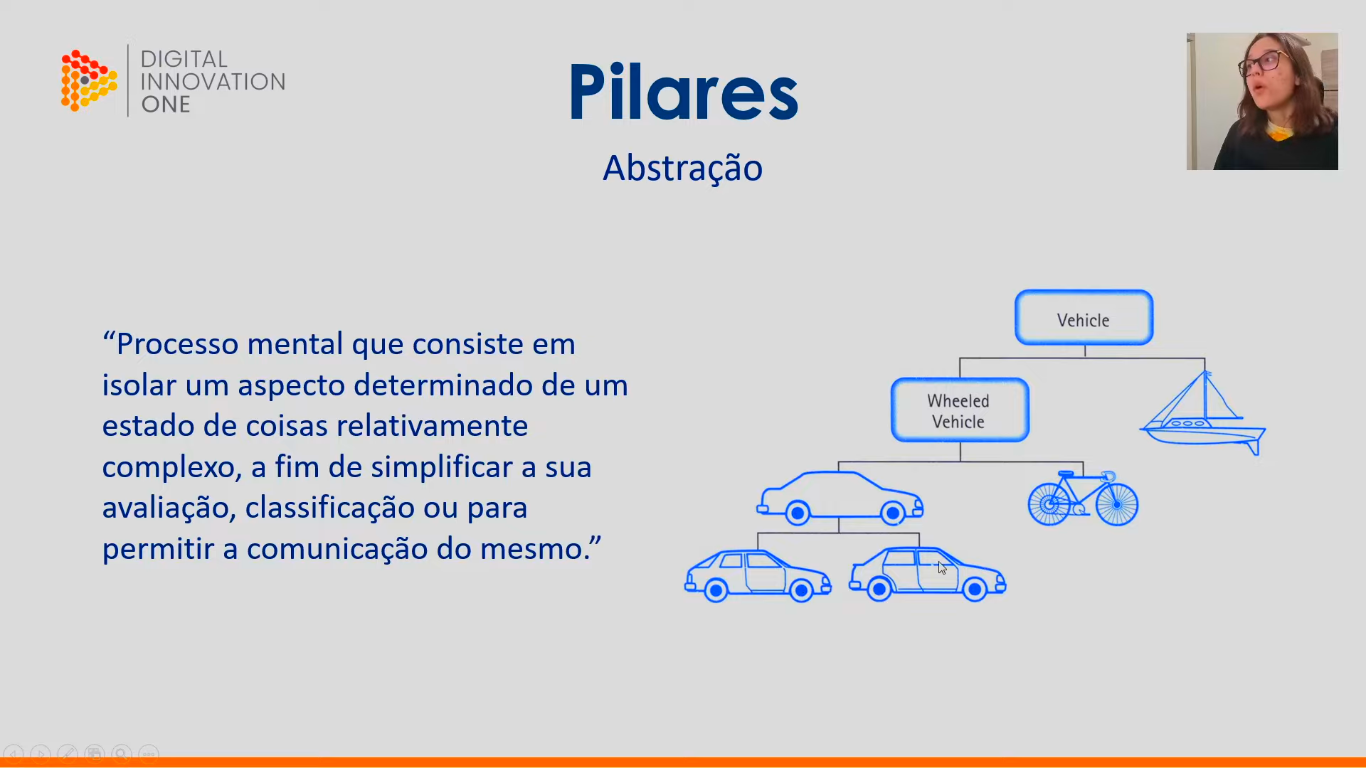 DIGITAL
INNOVATION
ONE
Pilares
Abstração
“Processo mental que consiste em
isolar um aspecto determinado de um
estado de coisas relativamente
complexo, a fim de simplificar a sua
avaliação, classificação ou para
permitir a comunicação do mesmo.”
Vehicle
Wheeled
Vehicle